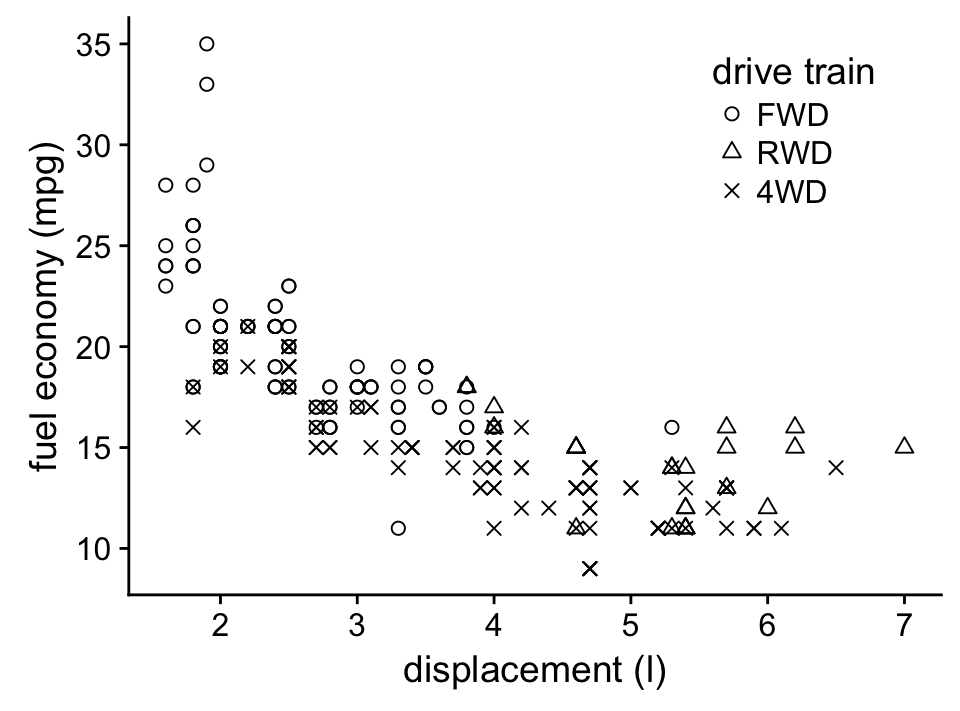 35
30
25
20
15
10
fuel economy (mpg)
drive train
FWD
RWD
4WD
2 3 4 5 6 7
displacement (l)